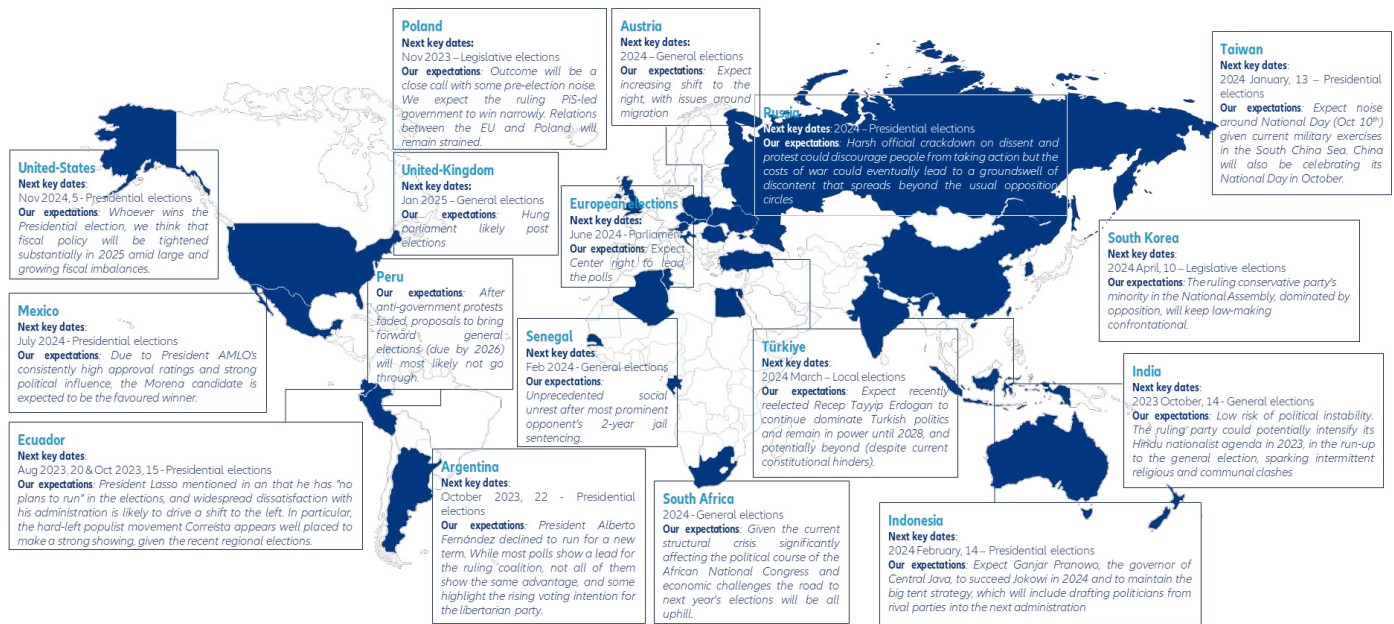 Poland
Next key dates:
Nov 2023 – Legislative elections
Our expectations: Outcome will be a
close call with some pre-election noise.
We expect the ruling PiS-led
government to win narrowly. Relations
between the EU and Poland will
remain strained.
Austria
Next key dates:
2024 – General elections
Our expectations: Expect
increasing shift to the
right, with issues around
migration
Taiwan
Next key dates:
2024 January, 13 – Presidential
elections
Our expectations: Expect noise
around National Day (Oct 10th)
given current military exercises
in the South China Sea. China
will also be celebrating its
National Day in October.
Russia
Next key dates: 2024 – Presidential elections
Our expectations: Harsh official crackdown on dissent and
protest could discourage people from taking action but the
costs of war could eventually lead to a groundswell of
discontent that spreads beyond the usual opposition
circles
United-States
Next key dates:
Nov 2024, 5 - Presidential elections
Our expectations: Whoever wins the
Presidential election, we think that
fiscal policy will be tightened
substantially in 2025 amid large and
growing fiscal imbalances.
United-Kingdom
Next key dates:
Jan 2025 – General elections
Our expectations: Hung
parliament likely post
elections
European elections
Next key dates:
June 2024 - Parliament
Our expectations: Expect
Center right to lead
the polls
South Korea
Next key dates:
2024 April, 10 – Legislative elections
Our expectations: The ruling conservative party's
minority in the National Assembly, dominated by
opposition, will keep law-making
confrontational.
Peru
Our expectations: After
anti-government protests
faded, proposals to bring
forward general
elections (due by 2026)
will most likely not go
through.
Mexico
Next key dates:
July 2024 - Presidential elections
Our expectations: Due to President AMLO's
consistently high approval ratings and strong
political influence, the Morena candidate is
expected to be the favoured winner.
Senegal
Next key dates:
Feb 2024 - General elections
Our expectations:
Unprecedented social
unrest after most prominent
opponent's 2-year jail
sentencing.
Türkiye
Next key dates:
2024 March – Local elections
Our expectations: Expect recently
reelected Recep Tayyip Erdogan to
continue dominate Turkish politics
and remain in power until 2028, and
potentially beyond (despite current
constitutional hinders).
India
Next key dates:
2023 October, 14 - General elections
Our expectations: Low risk of political instability.
The ruling party could potentially intensify its
Hindu nationalist agenda in 2023, in the run-up
to the general election, sparking intermittent
religious and communal clashes
Ecuador
Next key dates:
Aug 2023, 20 & Oct 2023, 15 - Presidential elections
Our expectations: President Lasso mentioned in an that he has "no
plans to run" in the elections, and widespread dissatisfaction with
his administration is likely to drive a shift to the left. In particular,
the hard-left populist movement Correísta appears well placed to
make a strong showing, given the recent regional elections.
Argentina
Next key dates:
October 2023, 22 - Presidential
elections
Our expectations: President Alberto
Fernández declined to run for a new
term. While most polls show a lead for
the ruling coalition, not all of them
show the same advantage, and some
highlight the rising voting intention for
the libertarian party.
South Africa
2024 - General elections
Our expectations: Given the current
structural crisis significantly
affecting the political course of the
African National Congress and
economic challenges the road to
next year's elections will be all
uphill.
Indonesia
Next key dates:
2024 February, 14 – Presidential elections
Our expectations: Expect Ganjar Pranowo, the governor of
Central Java, to succeed Jokowi in 2024 and to maintain the
big tent strategy, which will include drafting politicians from
rival parties into the next administration